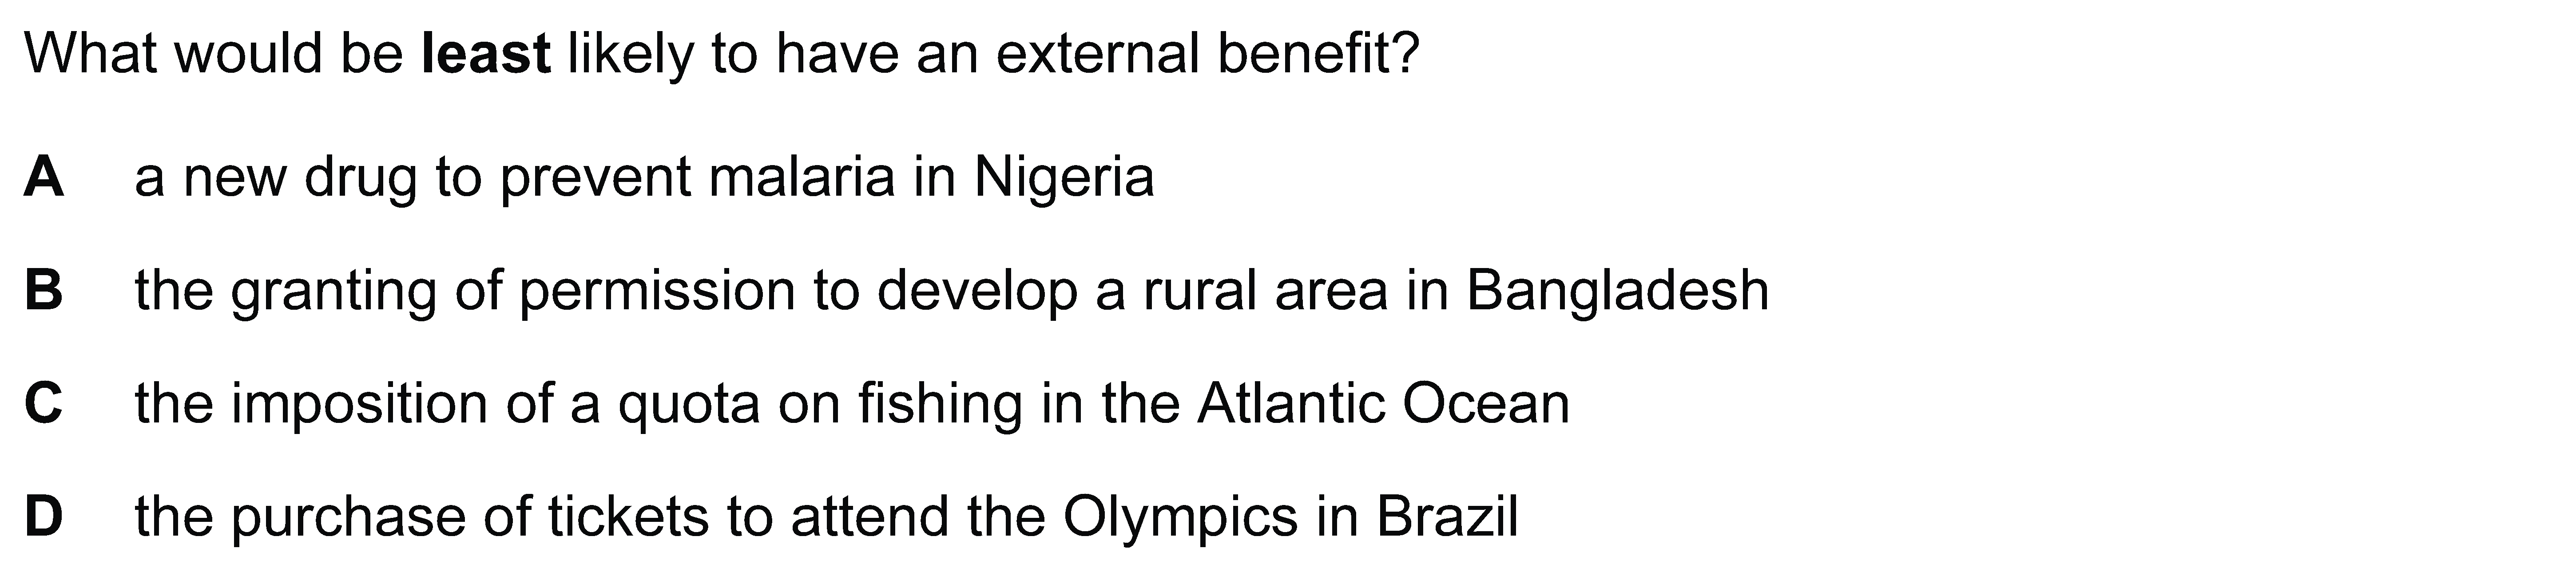 What would be least likely to have an external benefit?
A a new drug to prevent malaria in Nigeria
B the granting of permission to develop a rural area in Bangladesh
C the imposition of a quota on fishing in the Atlantic Ocean
D the purchase of tickets to attend the Olympics in Brazil